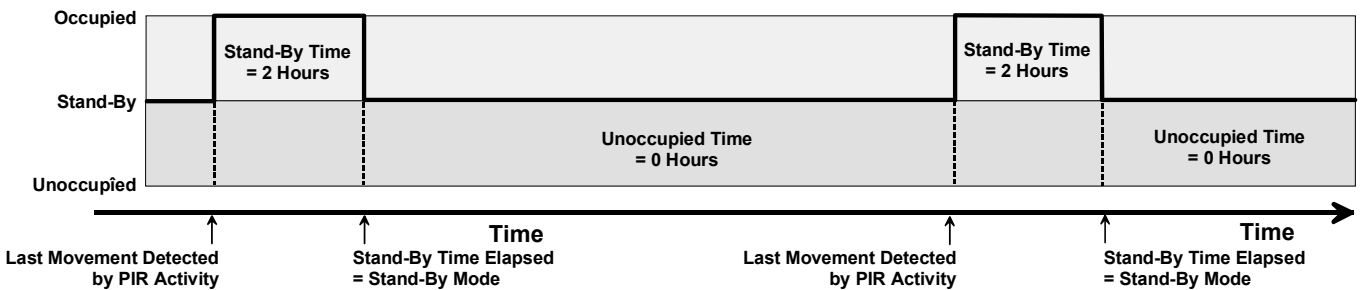 Occupied
Stand-By Time
= 2 Hours
Stand-By Time
= 2 Hours
Stand-By
Unoccupied Time
= 0 Hours
Unoccupied Time
= 0 Hours
Unoccupîed
Time
Time
Last Movement Detected
by PIR Activity
Stand-By Time Elapsed
= Stand-By Mode
Last Movement Detected
by PIR Activity
Stand-By Time Elapsed
= Stand-By Mode